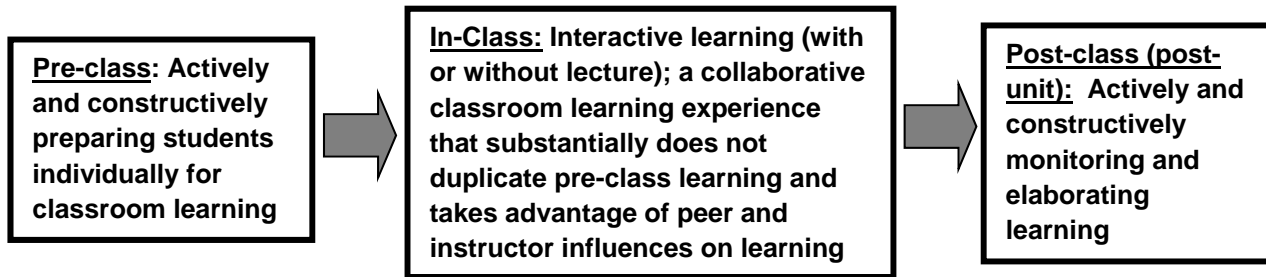 Pre-class: Actively
and constructively
preparing students
individually for
classroom learning
In-Class: Interactive learning (with
or without lecture); a collaborative
classroom learning experience
that substantially does not
duplicate pre-class learning and
takes advantage of peer and
instructor influences on learning
Post-class (post-
unit): Actively and
constructively
monitoring and
elaborating
learning